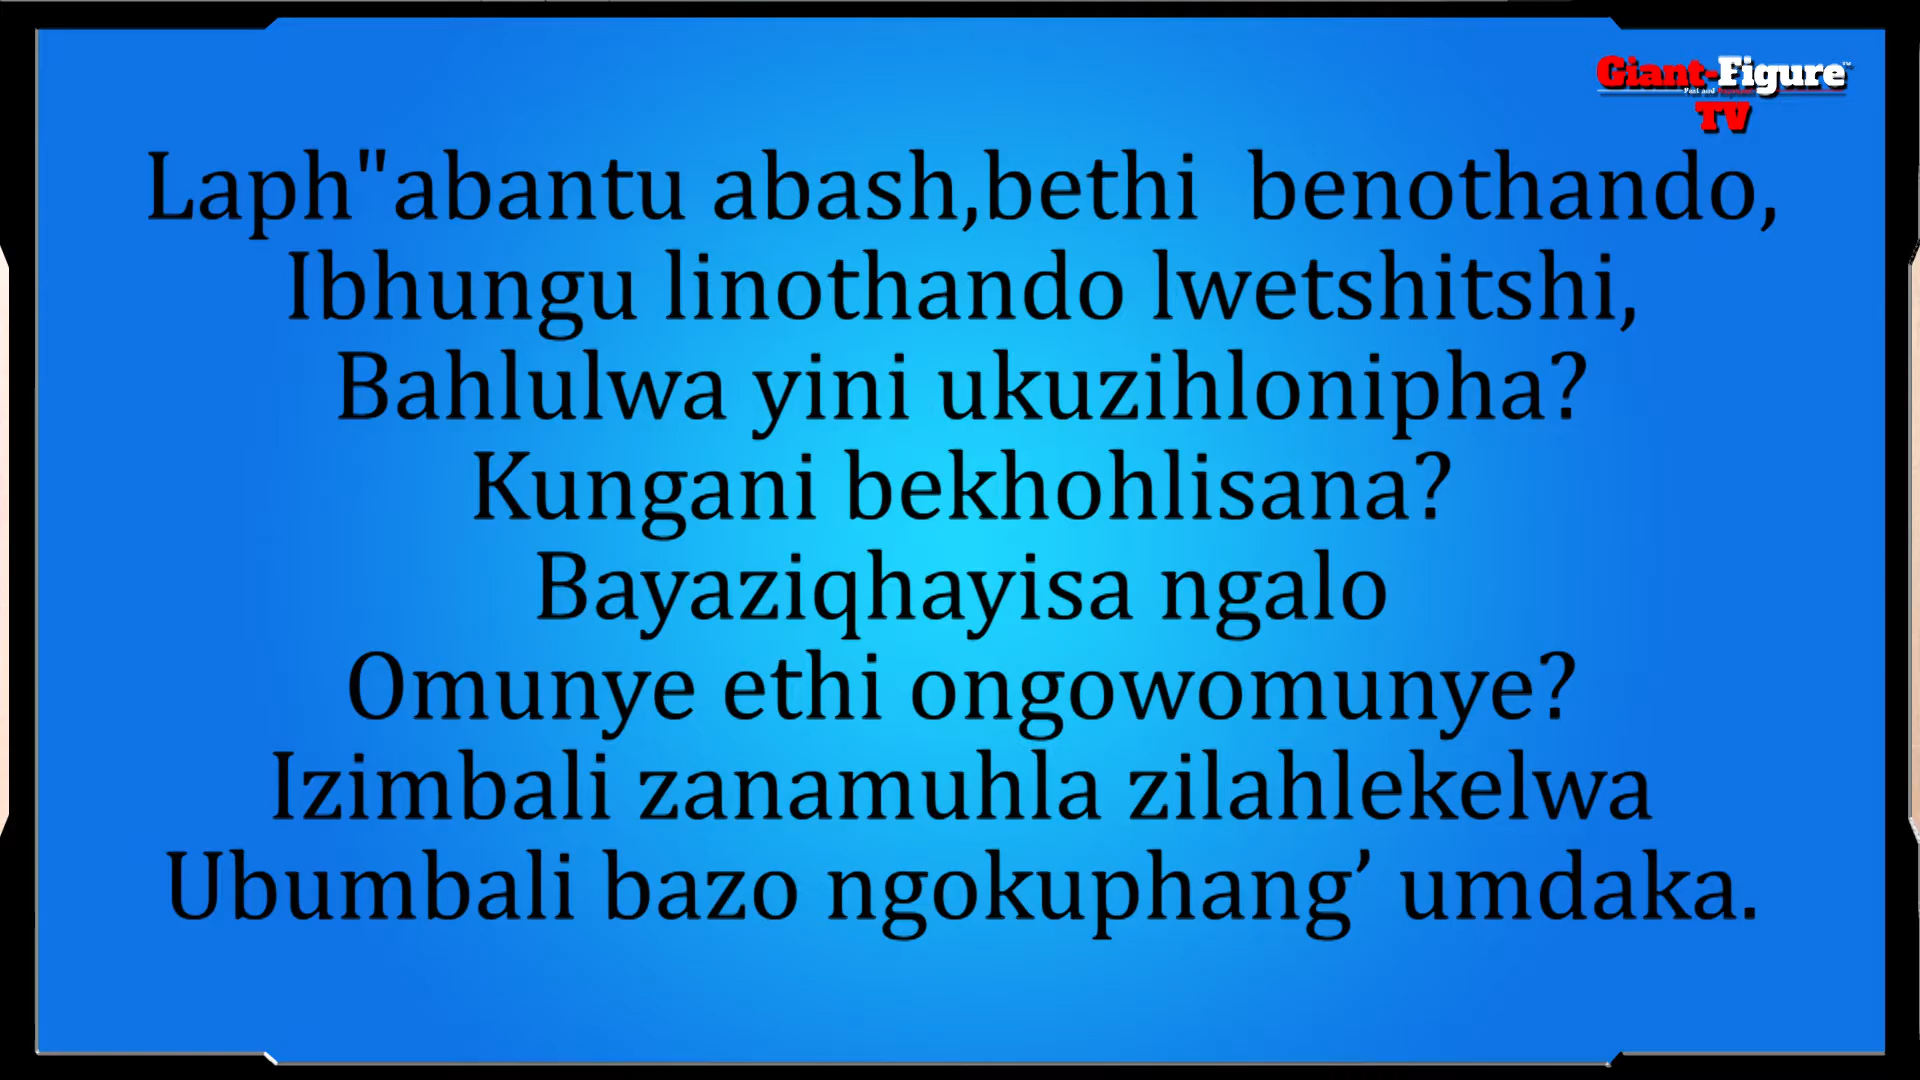 Giant-Figure™
TV
Laph"abantu abash,bethi benothando,
Ibhungu linothando lwetshitshi,
Bahlulwa yini ukuzihlonipha?
Kungani bekhohlisana?
Bayaziqhayisa ngalo
Omunye ethi ongowomunye?
Izimbali zanamuhla zilahlekelwa
Ubumbali bazo ngokuphang’ umdaka.